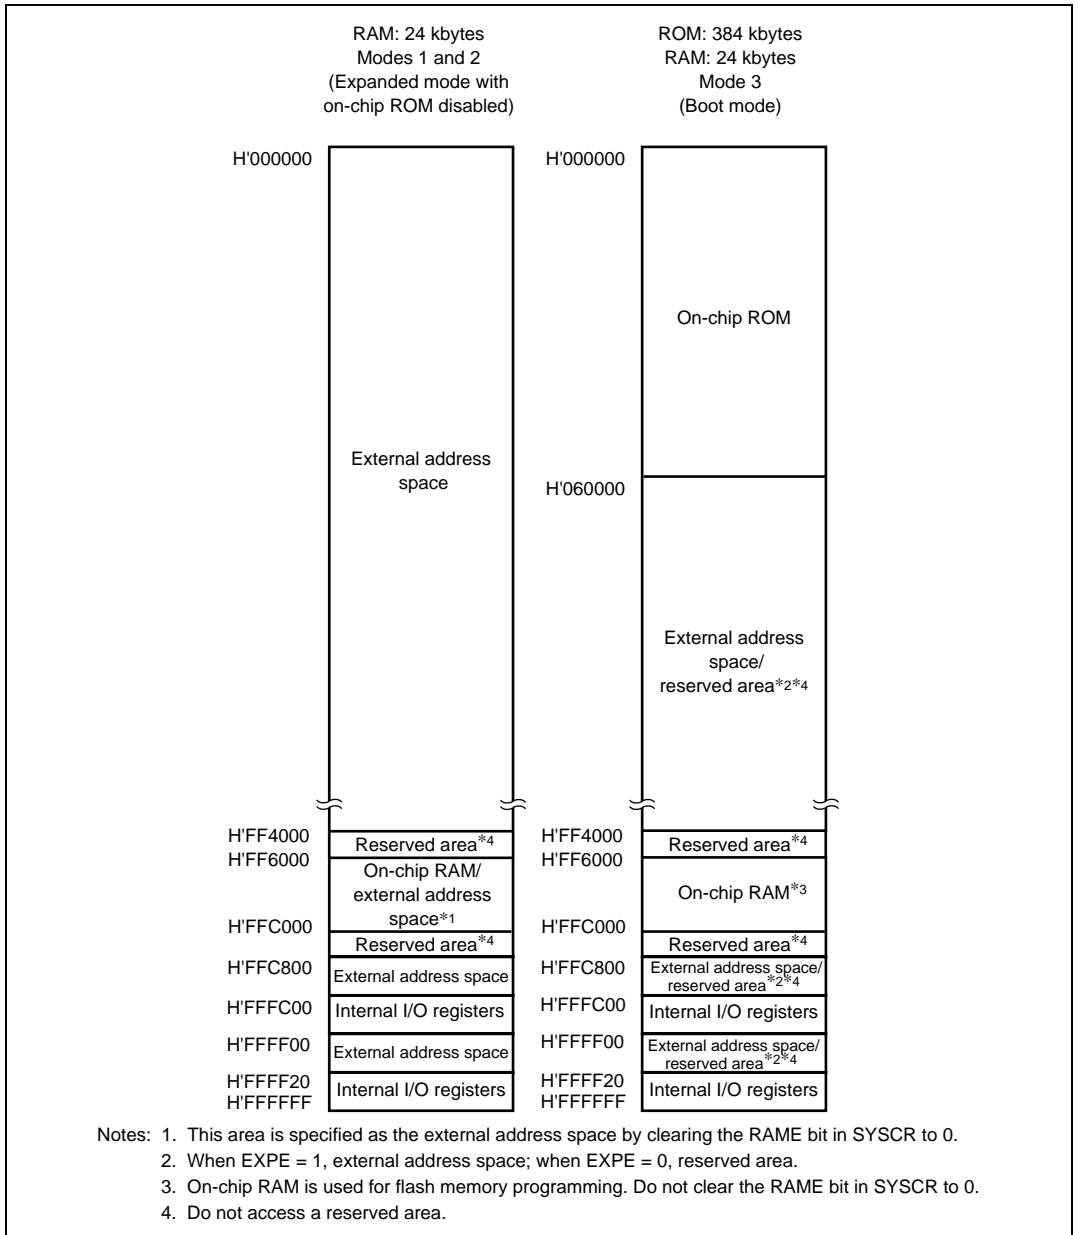 RAM: 24 kbytes
Modes 1 and 2
(Expanded mode with
on-chip ROM disabled)
H'000000
External address
space
H'FF4000
Reserved area*4
H'FF6000
On-chip RAM/
external address
space*1
H'FFC000
Reserved area*4
H'FFC800
External address space
H'FFFC00
Internal I/O registers
H'FFFF00
External address space
H'FFFF20
Internal I/O registers
H'FFFFFF
ROM: 384 kbytes
RAM: 24 kbytes
Mode 3
(Boot mode)
H'000000
On-chip ROM
H'060000
External address
space/
reserved area*2*4
H'FF4000
Reserved area*4
H'FF6000
On-chip RAM*3
H'FFC000
Reserved area*4
H'FFC800
External address space/
reserved area*2*4
H'FFFC00
Internal I/O registers
H'FFFF00
External address space/
reserved area*2*4
H'FFFF20
Internal I/O registers
H'FFFFFF
Notes: 1. This area is specified as the external address space by clearing the RAME bit in SYSCR to 0.
2. When EXPE = 1, external address space; when EXPE = 0, reserved area.
3. On-chip RAM is used for flash memory programming. Do not clear the RAME bit in SYSCR to 0.
4. Do not access a reserved area.